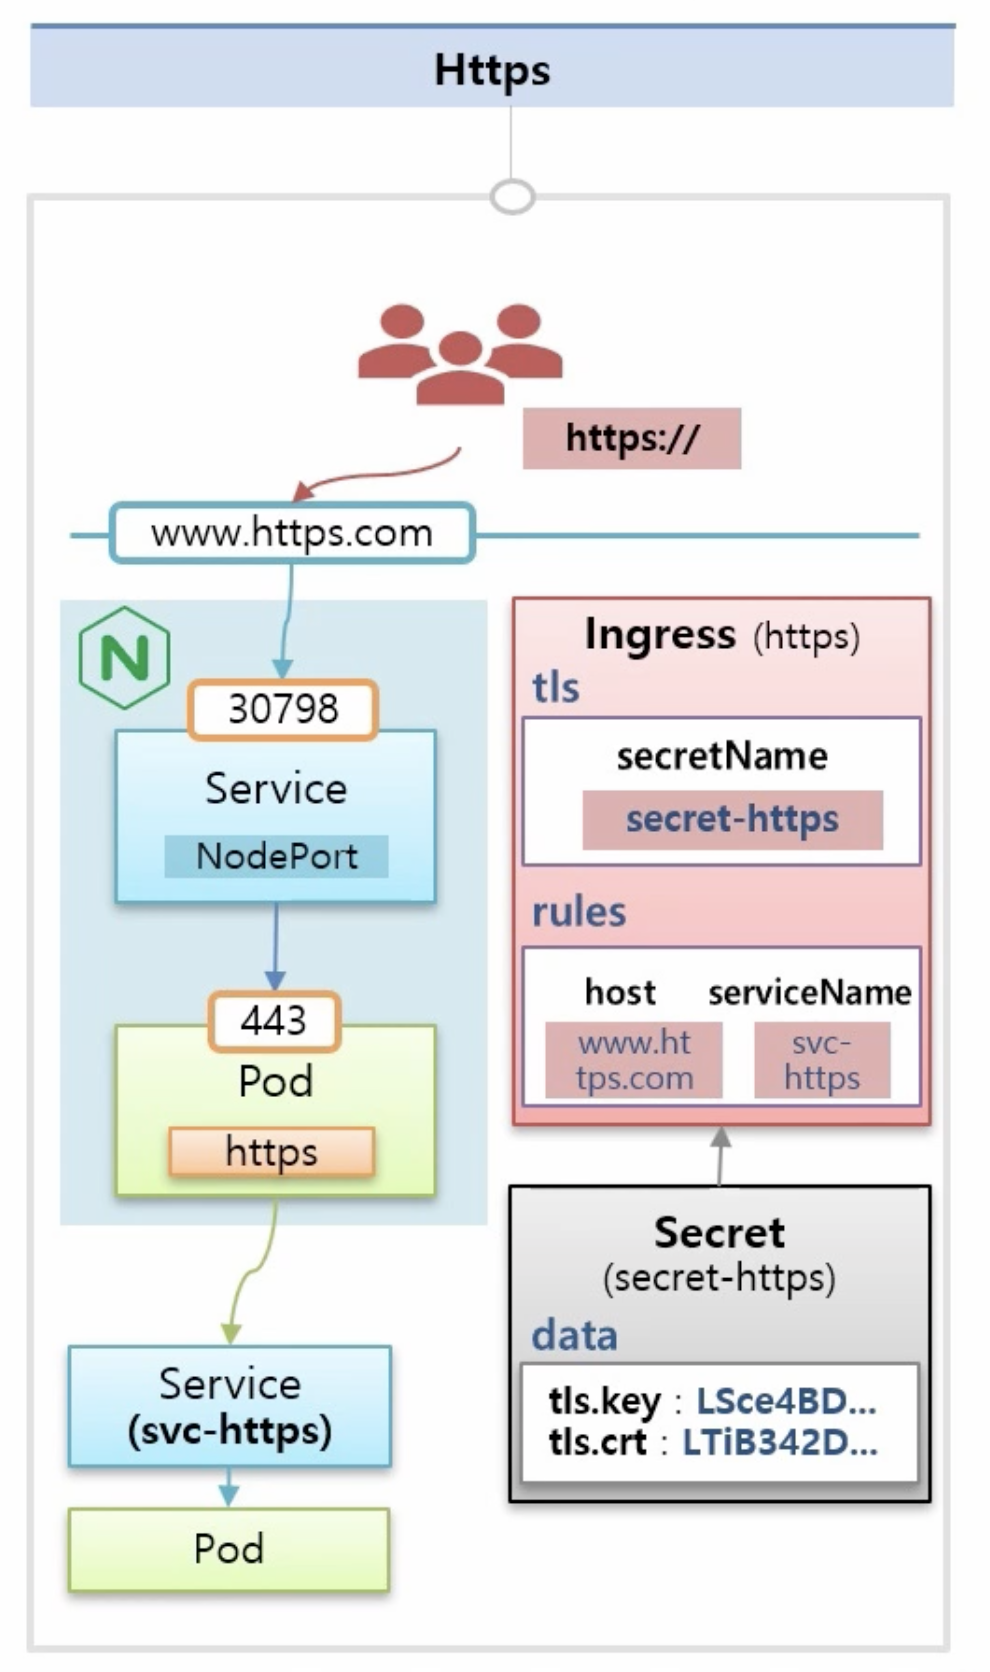 Https
https://
www.https.com
N
30798
Service
NodePort
443
Pod
https
Service
(svc-https)
Pod
Ingress (https)
tls
secretName
secret-https
rules
host serviceName
www.ht svc-
tps.com https
Secret
(secret-https)
data
tls.key : LSce4BD...
tls.crt : LTiB342D...